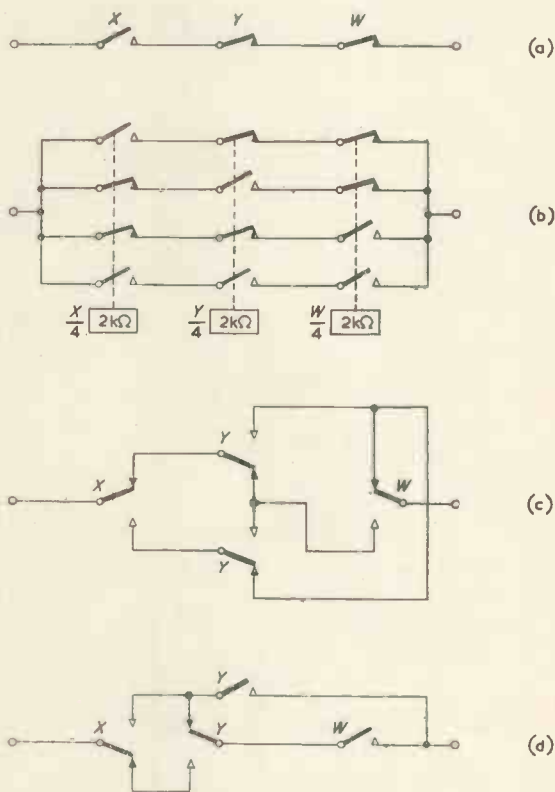 X Y W (a)
(b)
X/4 2kΩ Y/4 2kΩ W/4 2kΩ
Y
X W (c)
Y
Y
X Y W (d)